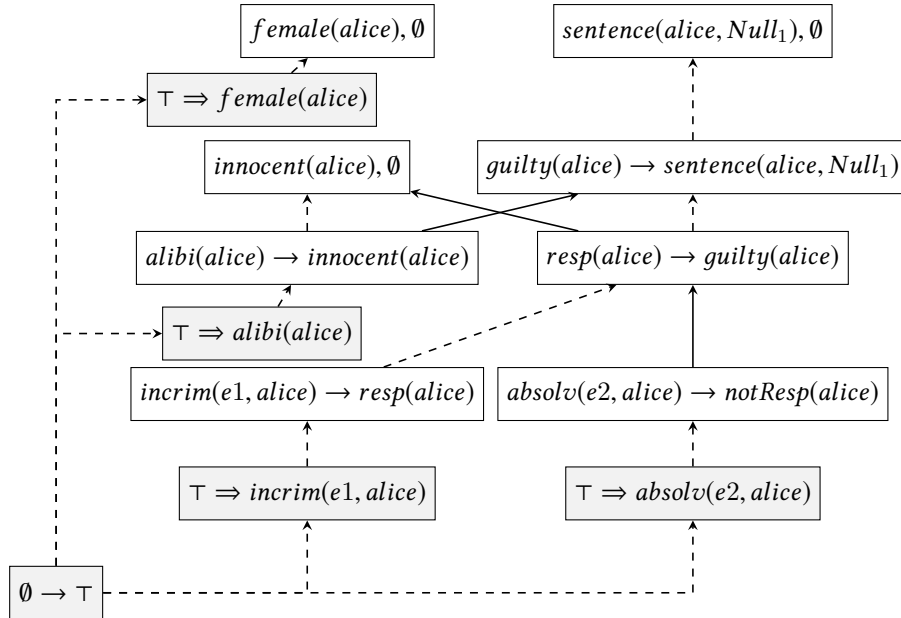 female(alice), ∅
sentence(alice, Null₁), ∅
⊤ ⇒ female(alice)
innocent(alice), ∅
guilty(alice) → sentence(alice, Null₁)
alibi(alice) → innocent(alice)
resp(alice) → guilty(alice)
⊤ ⇒ alibi(alice)
incrim(e1, alice) → resp(alice)
absolv(e2, alice) → notResp(alice)
⊤ ⇒ incrim(e1, alice)
⊤ ⇒ absolv(e2, alice)
∅ → ⊤